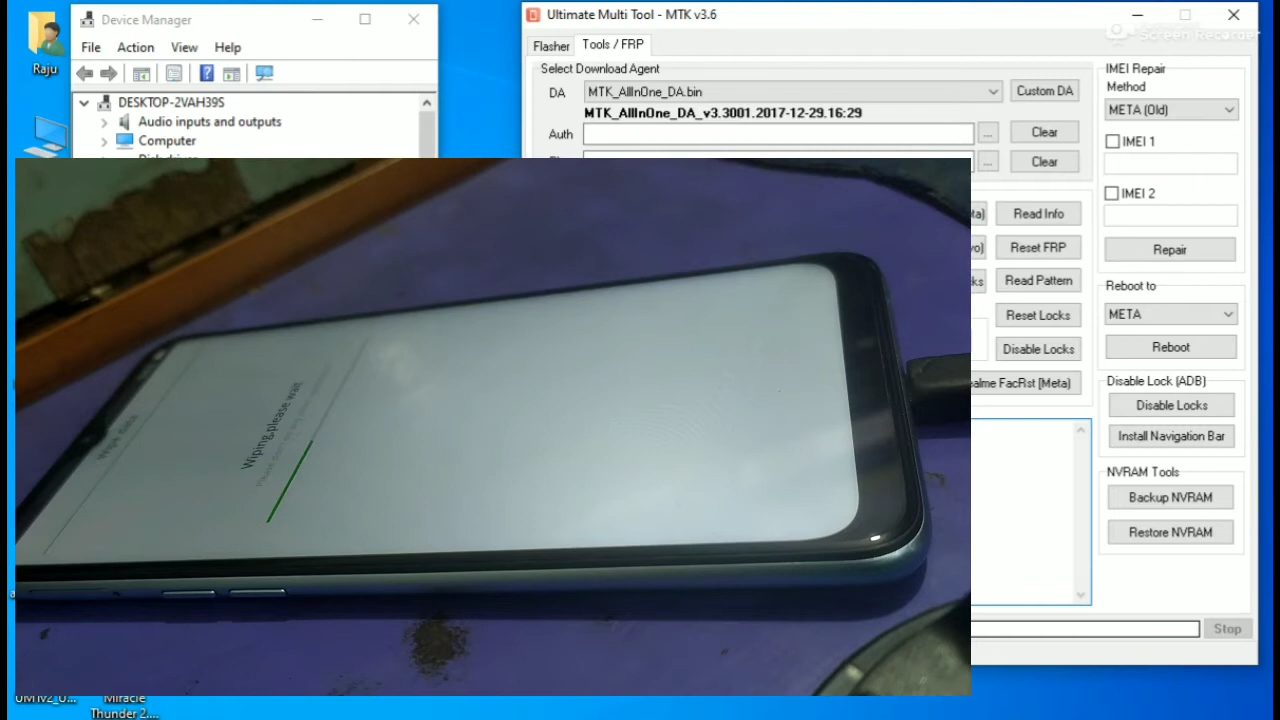 Device Manager
File Action View Help
DESKTOP-2VAH39S
Audio inputs and outputs
Computer
Raju
Ultimate Multi Tool - MTK v3.6
Screen Recorder
Flasher Tools / FRP
Select Download Agent
DA MTK_AllInOne_DA.bin Custom DA
MTK_AllInOne_DA_v3.3001.2017-12-29.16:29
Auth ... Clear
... Clear
Read Info
Reset FRP
Read Pattern
Reset Locks
Disable Locks
FacRst [Meta]
IMEI Repair
Method
META (Old)
IMEI 1
IMEI 2
Repair
Reboot to
META
Reboot
Disable Lock (ADB)
Disable Locks
Install Navigation Bar
NVRAM Tools
Backup NVRAM
Restore NVRAM
Stop
Wipe data
Wiping,please wait
Miracle
Thunder 2....